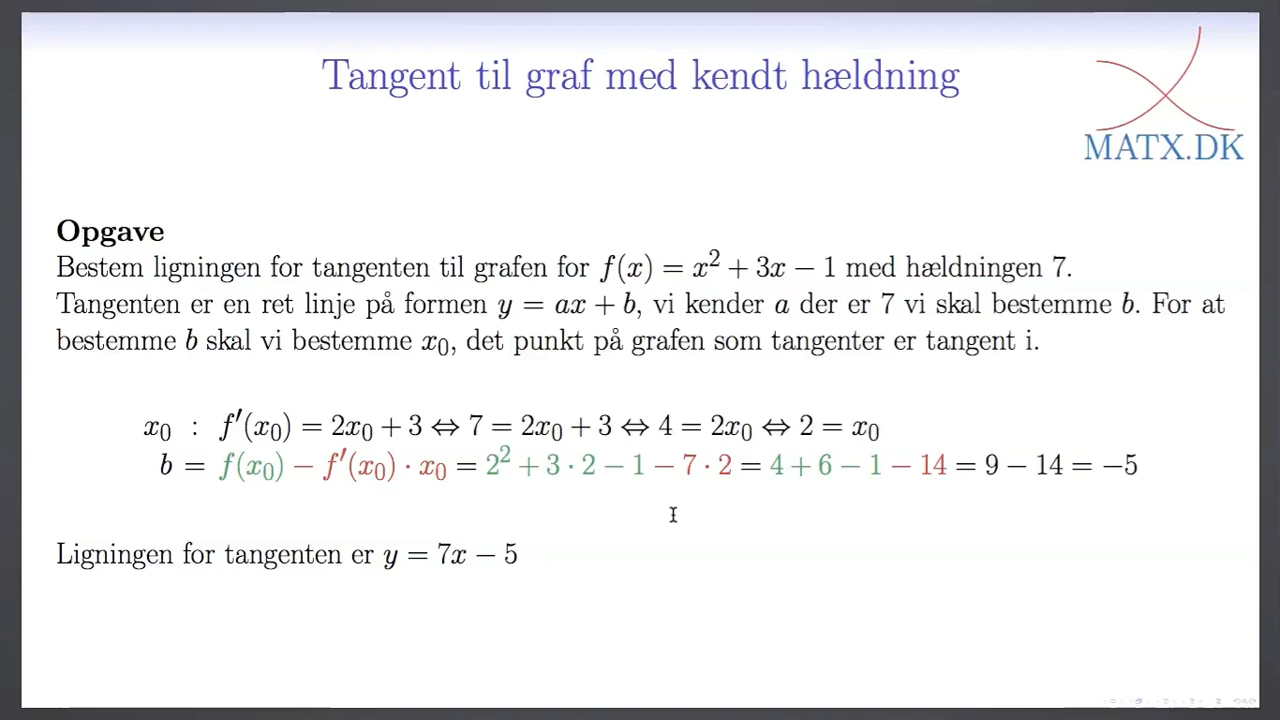 Tangent til graf med kendt hældning
MATX.DK
Opgave
Bestem ligningen for tangenten til grafen for f(x) = x² + 3x − 1 med hældningen 7.
Tangenten er en ret linje på formen y = ax + b, vi kender a der er 7 vi skal bestemme b. For at
bestemme b skal vi bestemme x₀, det punkt på grafen som tangenter er tangent i.
x₀ : f′(x₀) = 2x₀ + 3 ⇔ 7 = 2x₀ + 3 ⇔ 4 = 2x₀ ⇔ 2 = x₀
b = f(x₀) − f′(x₀) · x₀ = 2² + 3 · 2 − 1 − 7 · 2 = 4 + 6 − 1 − 14 = 9 − 14 = −5
Ligningen for tangenten er y = 7x − 5